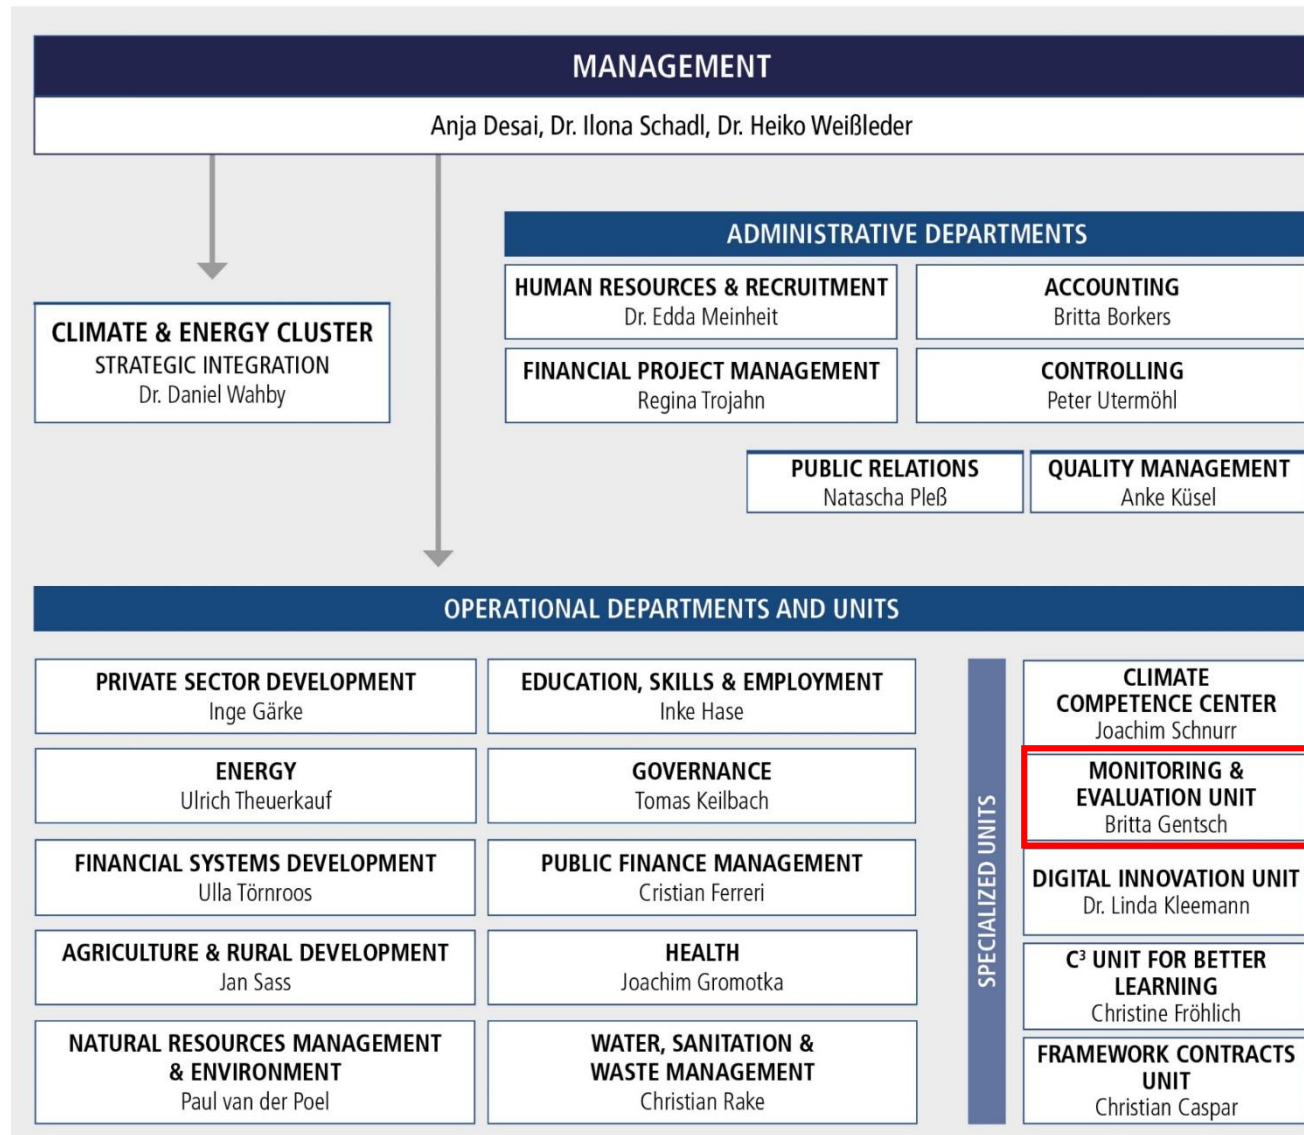 MANAGEMENT
Anja Desai, Dr. Ilona Schadl, Dr. Heiko Weißleder
CLIMATE & ENERGY CLUSTER
STRATEGIC INTEGRATION
Dr. Daniel Wahby
ADMINISTRATIVE DEPARTMENTS
HUMAN RESOURCES & RECRUITMENT
Dr. Edda Meinheit
ACCOUNTING
Britta Borkers
FINANCIAL PROJECT MANAGEMENT
Regina Trojahn
CONTROLLING
Peter Utermöhl
PUBLIC RELATIONS
Natascha Pleß
QUALITY MANAGEMENT
Anke Küsel
OPERATIONAL DEPARTMENTS AND UNITS
PRIVATE SECTOR DEVELOPMENT
Inge Gärke
EDUCATION, SKILLS & EMPLOYMENT
Inke Hase
ENERGY
Ulrich Theuerkauf
GOVERNANCE
Tomas Keilbach
FINANCIAL SYSTEMS DEVELOPMENT
Ulla Törnroos
PUBLIC FINANCE MANAGEMENT
Cristian Ferreri
AGRICULTURE & RURAL DEVELOPMENT
Jan Sass
HEALTH
Joachim Gromotka
NATURAL RESOURCES MANAGEMENT
& ENVIRONMENT
Paul van der Poel
WATER, SANITATION &
WASTE MANAGEMENT
Christian Rake
SPECIALIZED UNITS
CLIMATE
COMPETENCE CENTER
Joachim Schnurr
MONITORING &
EVALUATION UNIT
Britta Gentsch
DIGITAL INNOVATION UNIT
Dr. Linda Kleemann
C³ UNIT FOR BETTER
LEARNING
Christine Fröhlich
FRAMEWORK CONTRACTS
UNIT
Christian Caspar